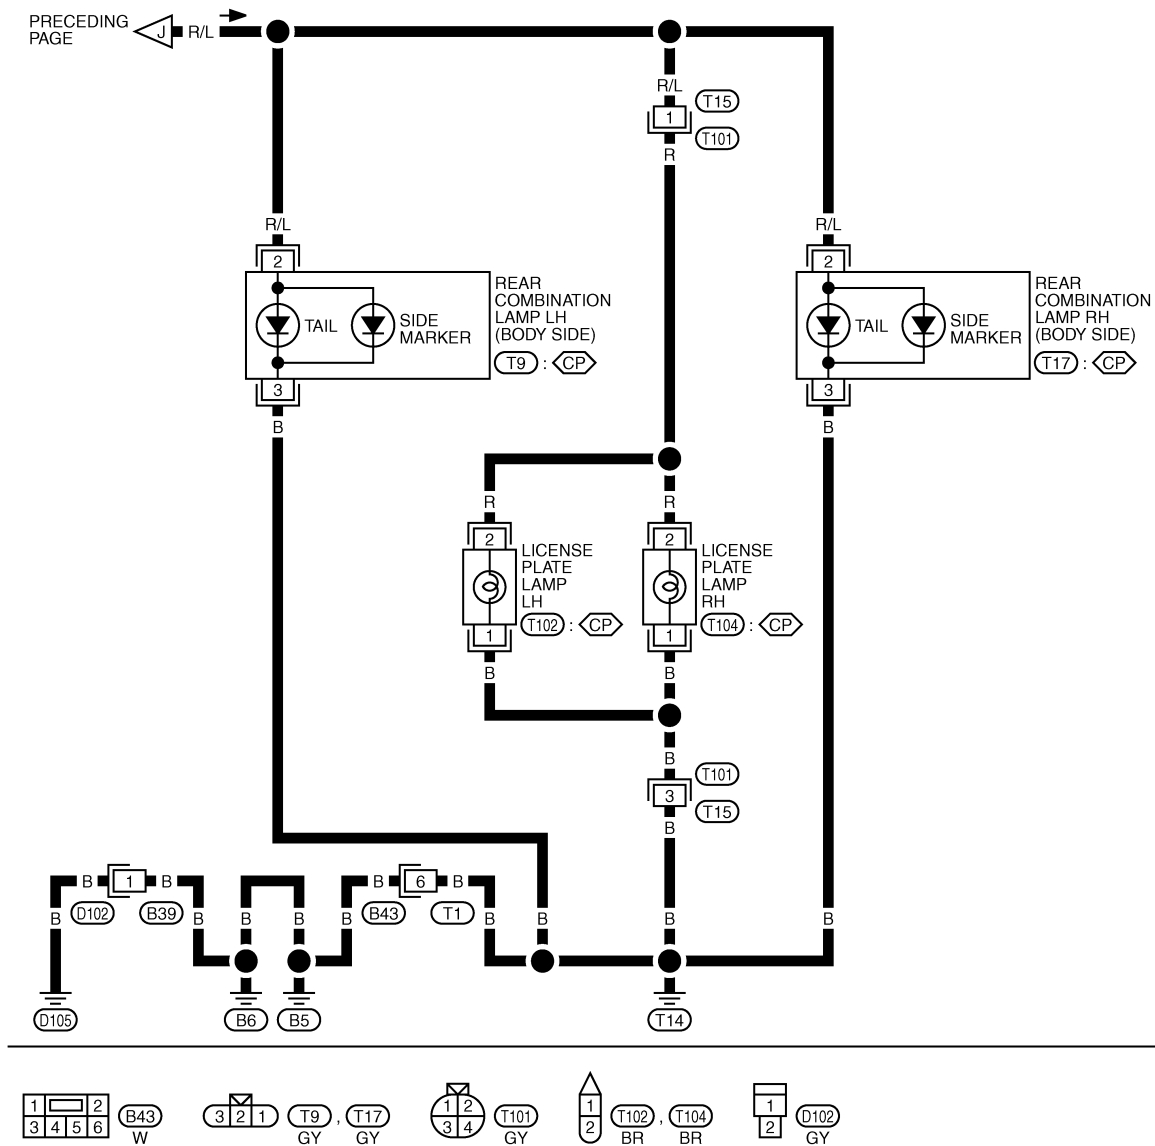 PRECEDING
PAGE
J
R/L
R/L
T15
1
T101
R
R/L
R/L
2
2
TAIL
SIDE
MARKER
REAR
COMBINATION
LAMP LH
(BODY SIDE)
T9 : CP
TAIL
SIDE
MARKER
REAR
COMBINATION
LAMP RH
(BODY SIDE)
T17 : CP
3
3
B
B
R
R
2
2
LICENSE
PLATE
LAMP
LH
T102 : CP
LICENSE
PLATE
LAMP
RH
T104 : CP
1
1
B
B
B
T101
3
T15
B
B 1 B
B 6 B
D102 B39
B43 T1
B B B B B B B B B
D105 B6 B5 T14
1 2
3 4 5 6
B43
W
3 2 1
T9 , T17
GY GY
1 2
3 4
T101
GY
1
2
T102 , T104
BR BR
1
2
D102
GY